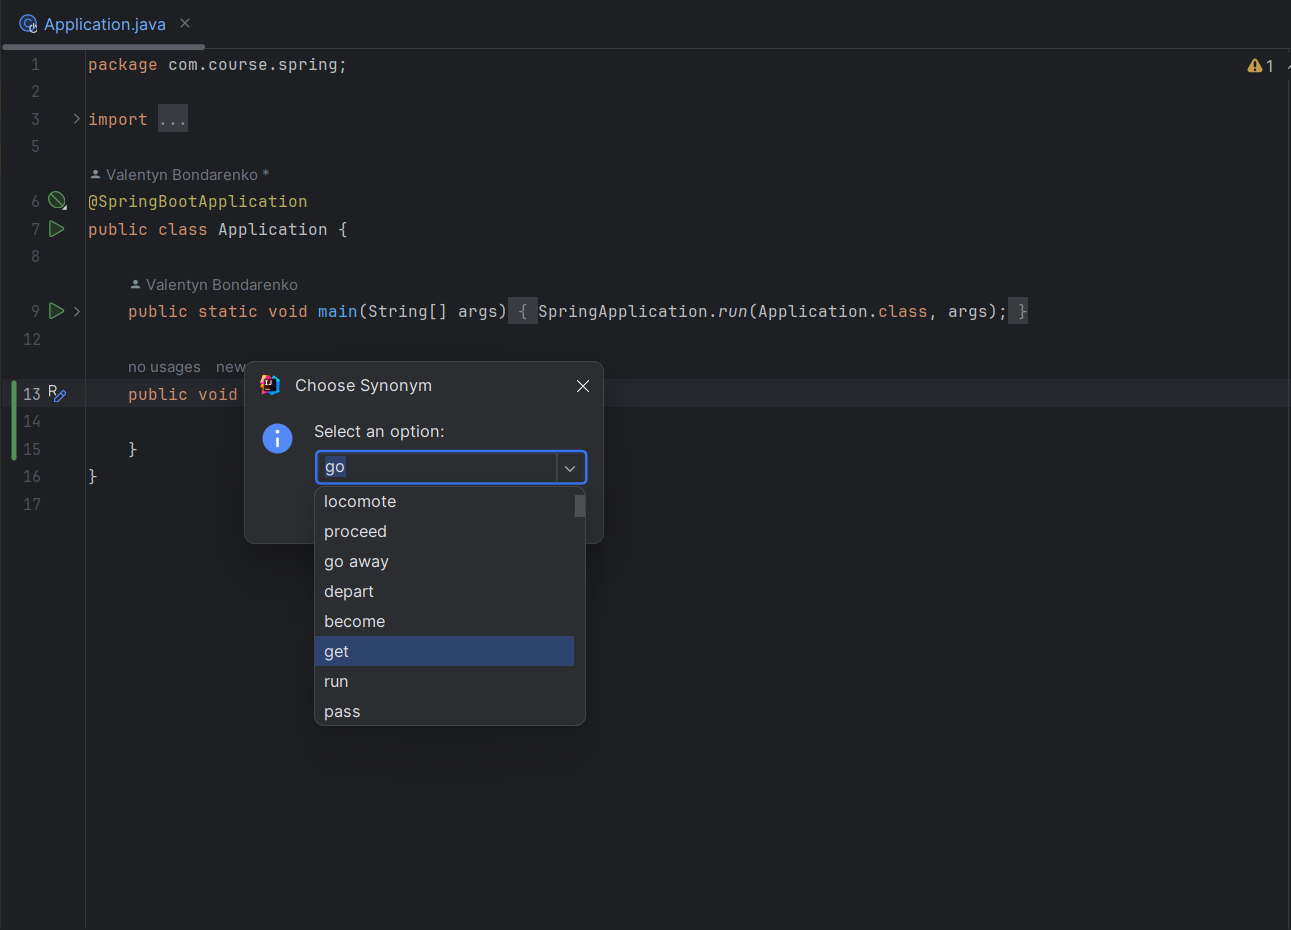 Application.java
1 package com.course.spring; 1
2
3 import ...
5
Valentyn Bondarenko *
6 @SpringBootApplication
7 public class Application {
8
Valentyn Bondarenko
9 public static void main(String[] args) { SpringApplication.run(Application.class, args); }
12
no usages new
13 public void
14
15 }
16 }
17
Choose Synonym
Select an option:
go
locomote
proceed
go away
depart
become
get
run
pass